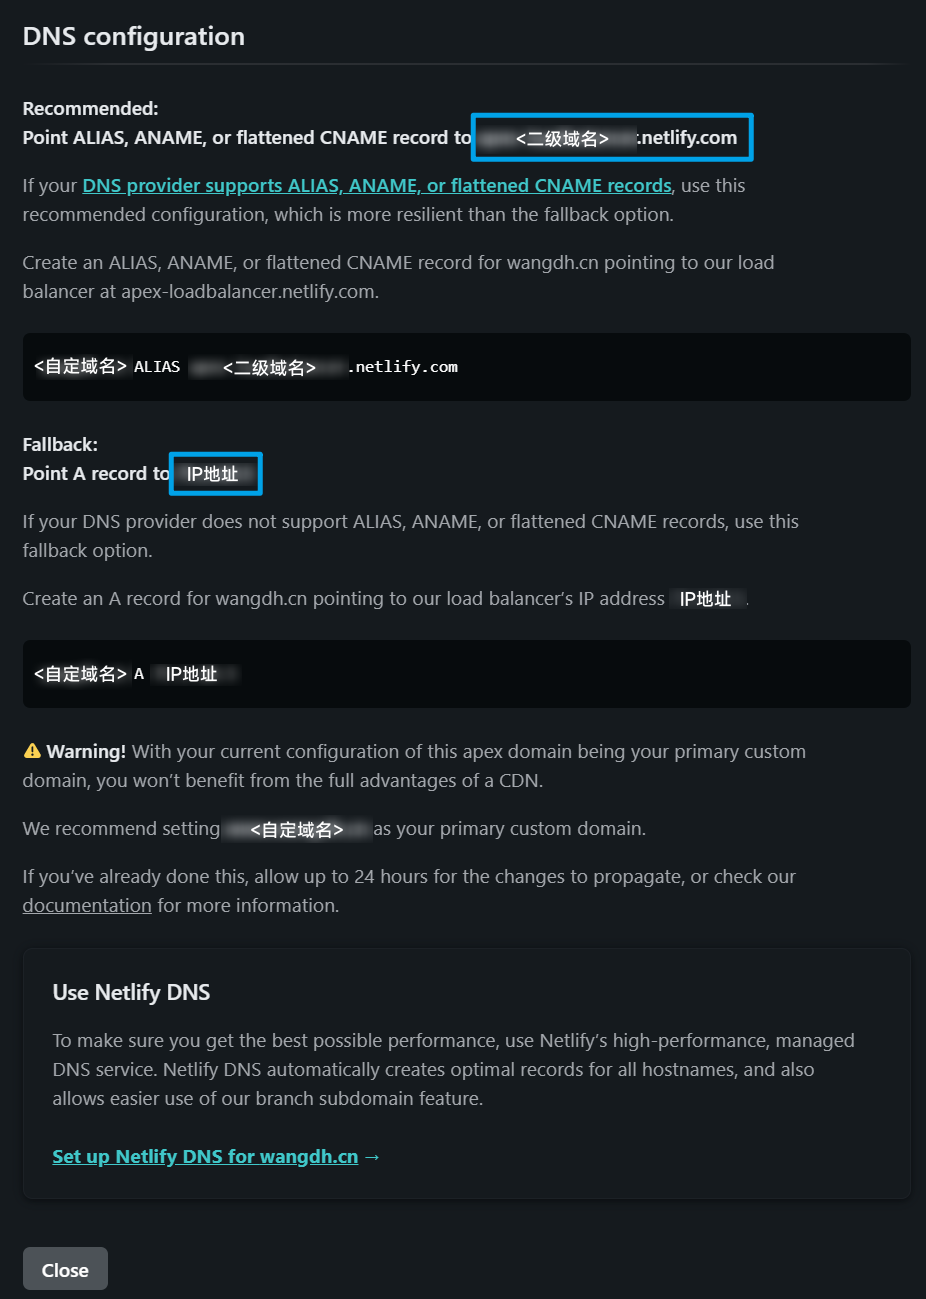 DNS configuration
Recommended:
Point ALIAS, ANAME, or flattened CNAME record to <二级域名>.netlify.com
If your DNS provider supports ALIAS, ANAME, or flattened CNAME records, use this
recommended configuration, which is more resilient than the fallback option.
Create an ALIAS, ANAME, or flattened CNAME record for wangdh.cn pointing to our load
balancer at apex-loadbalancer.netlify.com.
<自定域名> ALIAS <二级域名>.netlify.com
Fallback:
Point A record to IP地址
If your DNS provider does not support ALIAS, ANAME, or flattened CNAME records, use this
fallback option.
Create an A record for wangdh.cn pointing to our load balancer’s IP address IP地址.
<自定域名> A IP地址
⚠ Warning! With your current configuration of this apex domain being your primary custom
domain, you won’t benefit from the full advantages of a CDN.
We recommend setting <自定域名> as your primary custom domain.
If you’ve already done this, allow up to 24 hours for the changes to propagate, or check our
documentation for more information.
Use Netlify DNS
To make sure you get the best possible performance, use Netlify’s high-performance, managed
DNS service. Netlify DNS automatically creates optimal records for all hostnames, and also
allows easier use of our branch subdomain feature.
Set up Netlify DNS for wangdh.cn →
Close